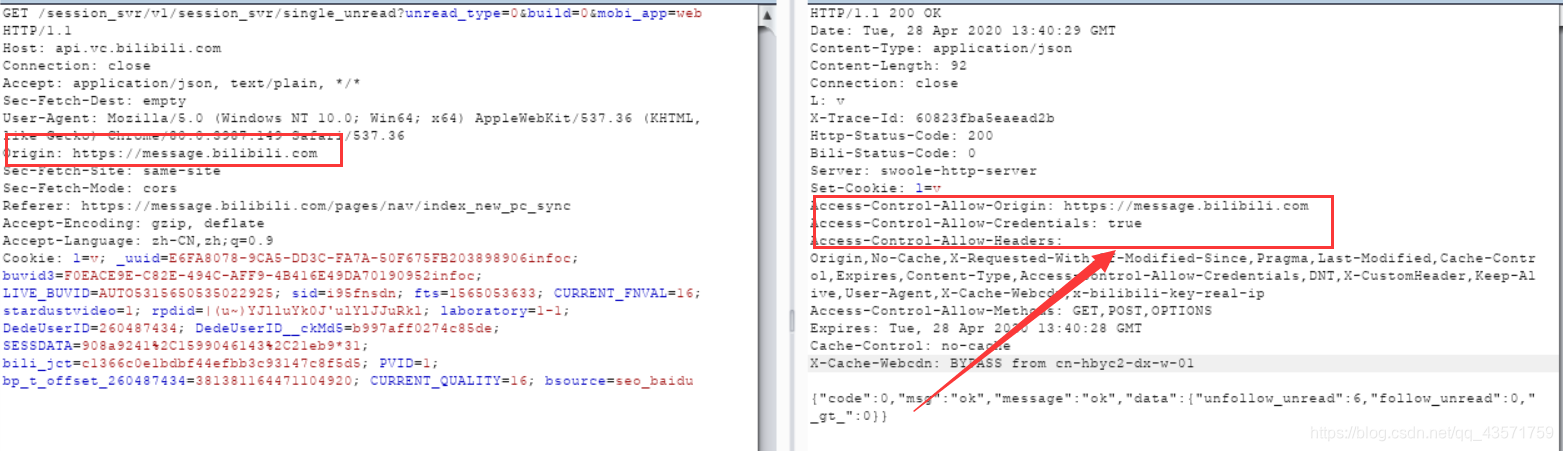 GET /session_svr/v1/session_svr/single_unread?unread_type=0&build=0&mobi_app=web
HTTP/1.1
Host: api.vc.bilibili.com
Connection: close
Accept: application/json, text/plain, */*
Sec-Fetch-Dest: empty
User-Agent: Mozilla/5.0 (Windows NT 10.0; Win64; x64) AppleWebKit/537.36 (KHTML,
like Gecko) Chrome/80.0.3987.149 Safari/537.36
Origin: https://message.bilibili.com
Sec-Fetch-Site: same-site
Sec-Fetch-Mode: cors
Referer: https://message.bilibili.com/pages/nav/index_new_pc_sync
Accept-Encoding: gzip, deflate
Accept-Language: zh-CN,zh;q=0.9
Cookie: l=v; _uuid=E6FA8078-9CA5-DD3C-FA7A-50F675FB203898906infoc;
buvid3=F0EACE9E-C82E-494C-AFF9-4B416E49DA70190952infoc;
LIVE_BUVID=AUTO5315650535022925; sid=i95fnsdn; fts=1565053633; CURRENT_FNVAL=16;
stardustvideo=1; rpdid=|(u~)YJlluYk0J'ulYlJJuRkl; laboratory=1-1;
DedeUserID=260487434; DedeUserID__ckMd5=b997aff0274c85de;
SESSDATA=908a9241%2C1599046143%2C21eb9*31;
bili_jct=c1366c0e1bdbf44efbb3c93147c8f5d5; PVID=1;
bp_t_offset_260487434=381381164471104920; CURRENT_QUALITY=16; bsource=seo_baidu
HTTP/1.1 200 OK
Date: Tue, 28 Apr 2020 13:40:29 GMT
Content-Type: application/json
Content-Length: 92
Connection: close
L: v
X-Trace-Id: 60823fba5eaead2b
Http-Status-Code: 200
Bili-Status-Code: 0
Server: swoole-http-server
Set-Cookie: l=v
Access-Control-Allow-Origin: https://message.bilibili.com
Access-Control-Allow-Credentials: true
Access-Control-Allow-Headers:
Origin,No-Cache,X-Requested-With,If-Modified-Since,Pragma,Last-Modified,Cache-Contr
ol,Expires,Content-Type,Access-Control-Allow-Credentials,DNT,X-CustomHeader,Keep-Al
ive,User-Agent,X-Cache-Webcdn,x-bilibili-key-real-ip
Access-Control-Allow-Methods: GET,POST,OPTIONS
Expires: Tue, 28 Apr 2020 13:40:28 GMT
Cache-Control: no-cache
X-Cache-Webcdn: BYPASS from cn-hbyc2-dx-w-01
{"code":0,"msg":"ok","message":"ok","data":{"unfollow_unread":6,"follow_unread":0,"
_gt_":0}}
https://blog.csdn.net/qq_43571759